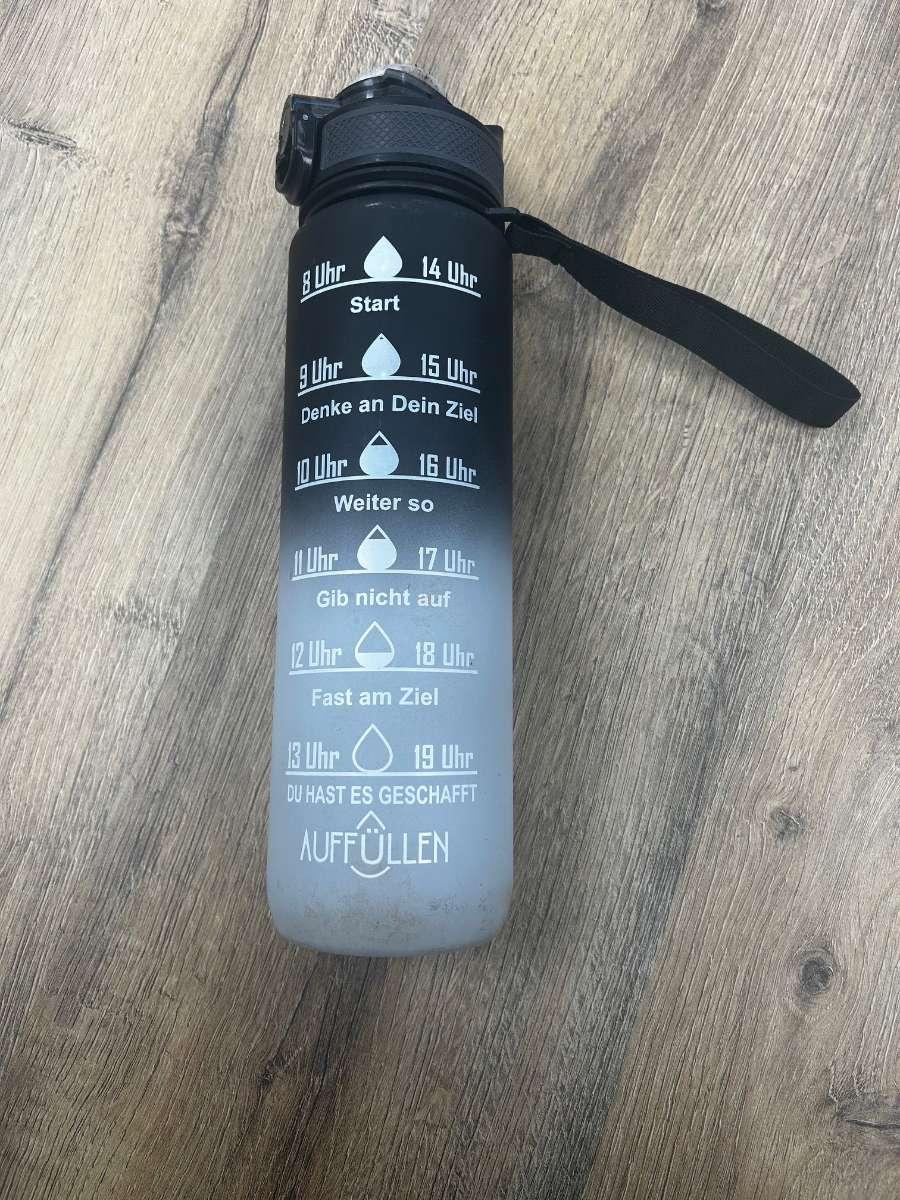 8 Uhr 14 Uhr
Start
9 Uhr 15 Uhr
Denke an Dein Ziel
10 Uhr 16 Uhr
Weiter so
11 Uhr 17 Uhr
Gib nicht auf
12 Uhr 18 Uhr
Fast am Ziel
13 Uhr 19 Uhr
DU HAST ES GESCHAFFT
AUFFÜLLEN